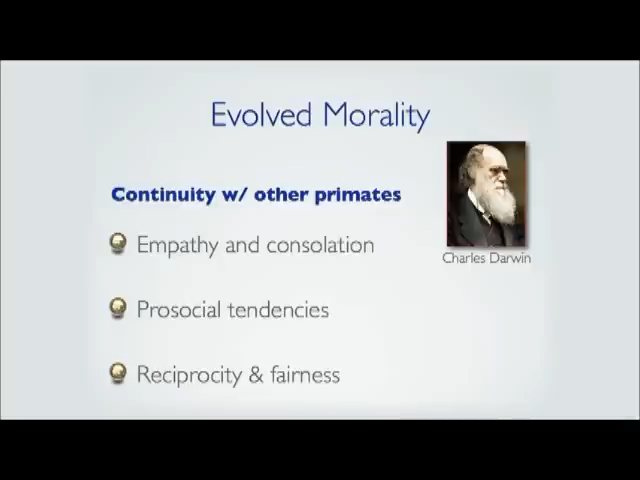 Evolved Morality
Continuity w/ other primates
Empathy and consolation
Charles Darwin
Prosocial tendencies
Reciprocity & fairness